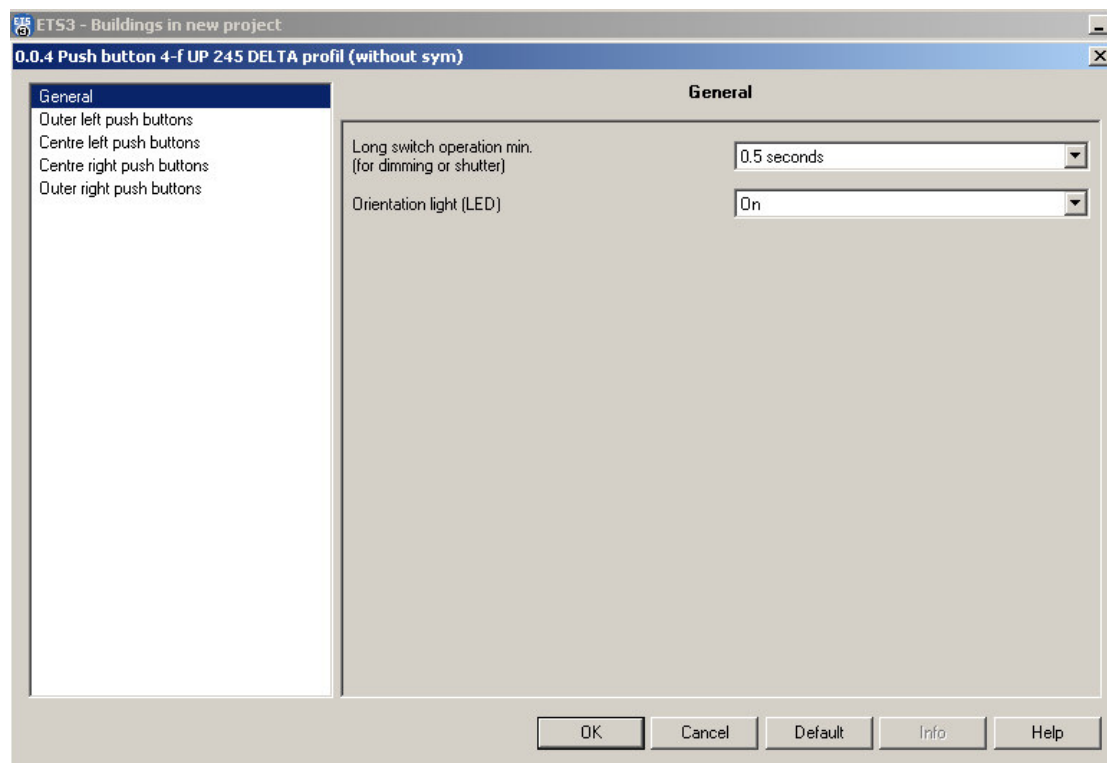 ETS3 - Buildings in new project
0.0.4 Push button 4-f UP 245 DELTA profil (without sym)
General
Outer left push buttons
Centre left push buttons
Centre right push buttons
Outer right push buttons
General
Long switch operation min.
(for dimming or shutter)
0.5 seconds
Orientation light (LED)
On
OK
Cancel
Default
Info
Help